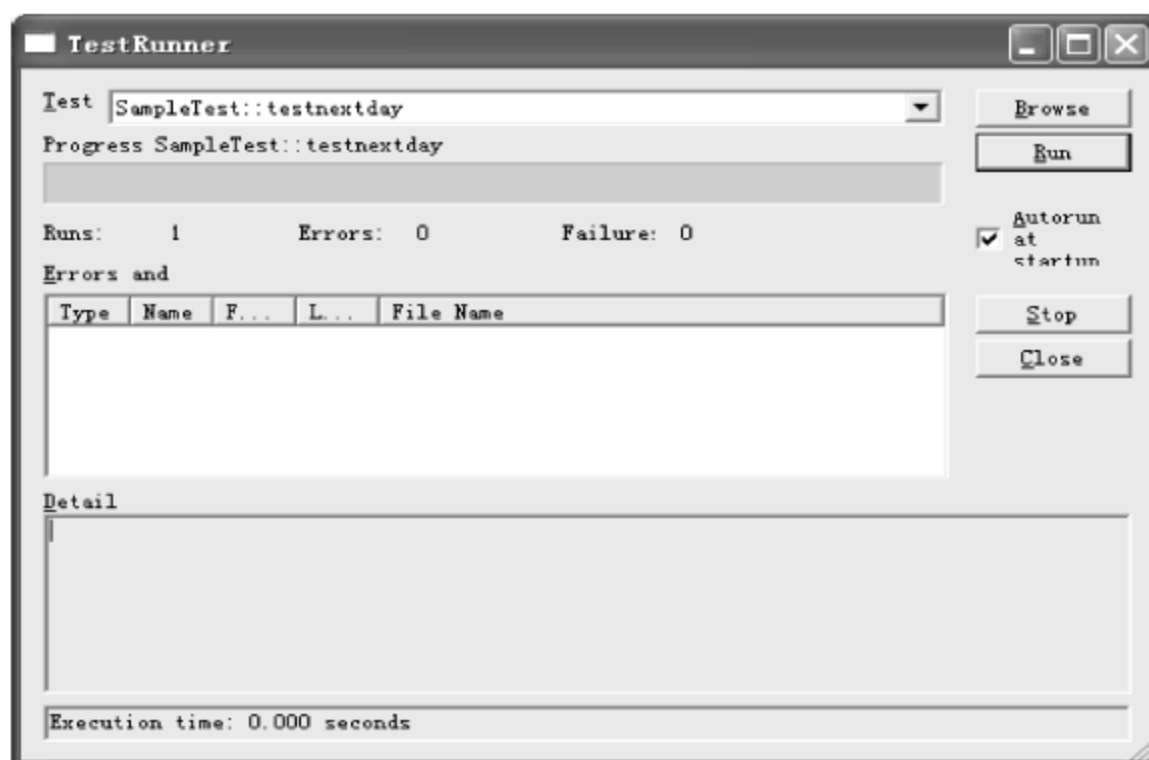 TestRunner
Test SampleTest::testnextday
Browse
Progress SampleTest::testnextday
Run
Runs: 1 Errors: 0 Failure: 0
Autorun
at
startup
Errors and
Type Name F... L... File Name
Stop
Close
Detail
Execution time: 0.000 seconds